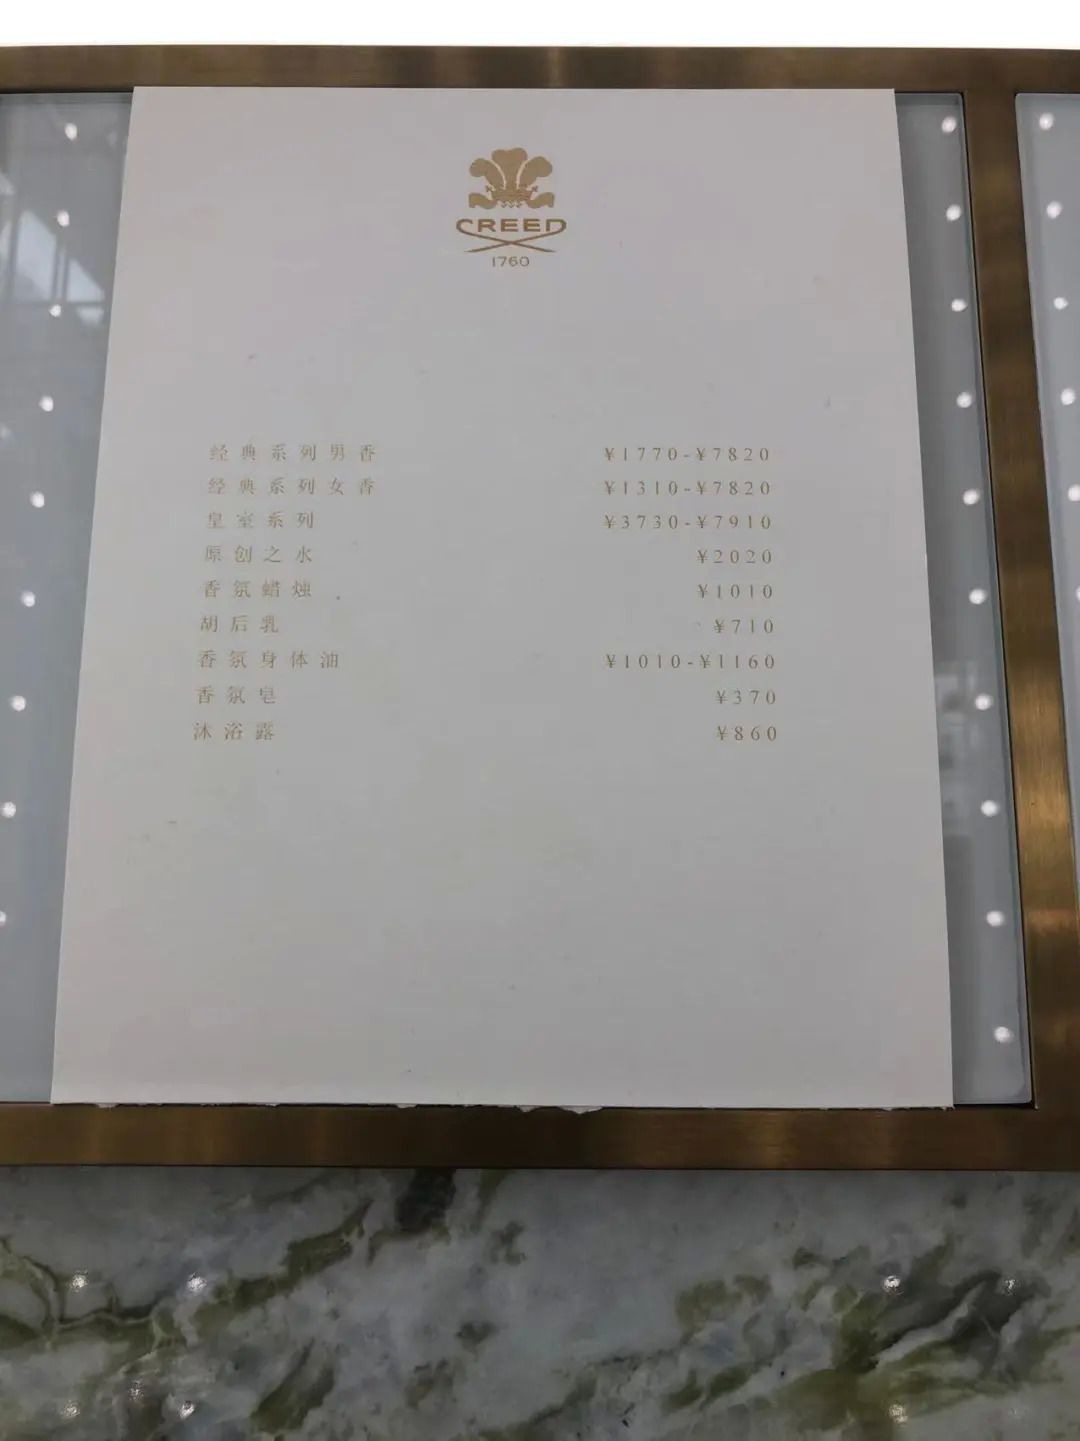 CREED
1760
经典系列男香 ¥1770-¥7820
经典系列女香 ¥1310-¥7820
皇室系列 ¥3730-¥7910
原创之水 ¥2020
香氛蜡烛 ¥1010
胡后乳 ¥710
香氛身体油 ¥1010-¥1160
香氛皂 ¥370
沐浴露 ¥860